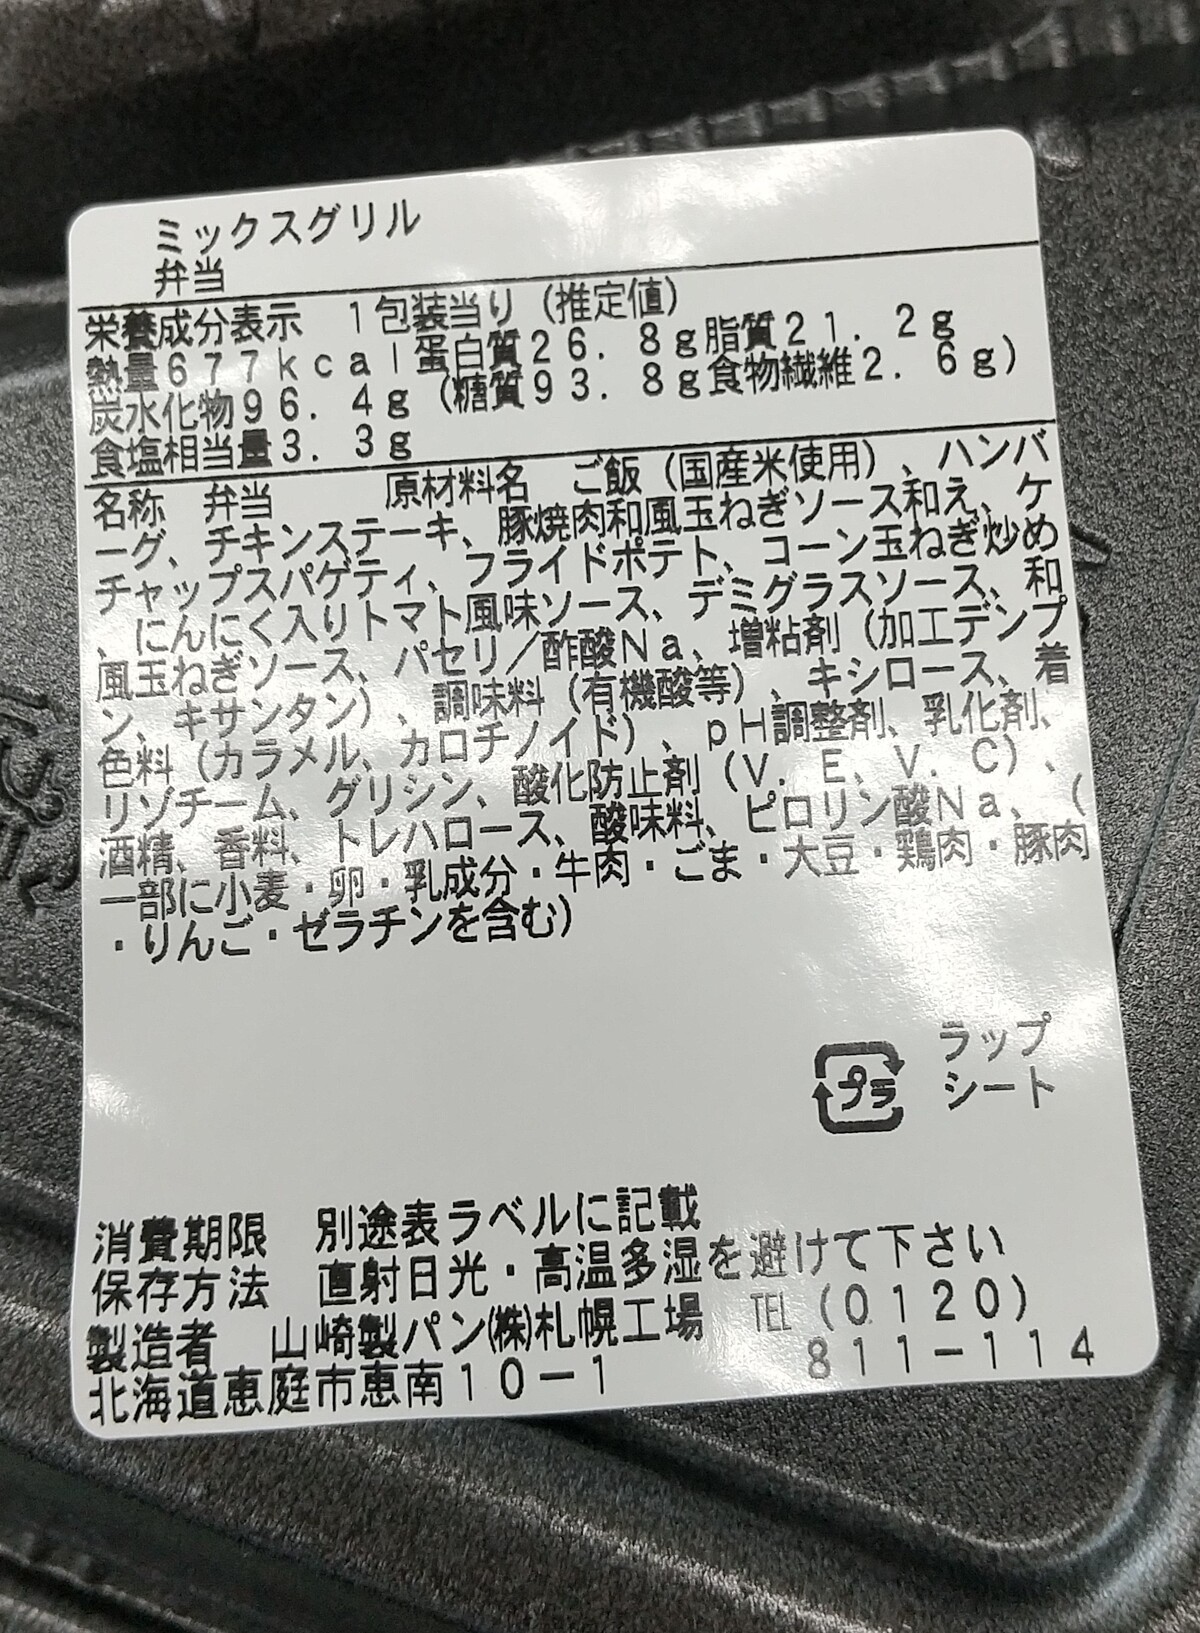 ミックスグリル
弁当
栄養成分表示　1包装当り（推定値）
熱量677kcal蛋白質26.8g脂質21.2g
炭水化物96.4g（糖質93.8g食物繊維2.6g）
食塩相当量3.3g
名称　弁当　　　原材料名　ご飯（国産米使用）、ハンバ
ーグ、チキンステーキ、豚焼肉和風玉ねぎソース和え、ケ
チャップスパゲティ、フライドポテト、コーン玉ねぎ炒め
、にんにく入りトマト風味ソース、デミグラスソース、和
風玉ねぎソース、パセリ／酢酸Na、増粘剤（加工デンプ
ン、キサンタン）、調味料（有機酸等）、キシロース、着
色料（カラメル、カロチノイド）、pH調整剤、乳化剤、
リゾチーム、グリシン、酸化防止剤（V.E、V.C）、
酒精、香料、トレハロース、酸味料、ピロリン酸Na、（
一部に小麦・卵・乳成分・牛肉・ごま・大豆・鶏肉・豚肉
・りんご・ゼラチンを含む）
プラ
ラップ
シート
消費期限　別途表ラベルに記載
保存方法　直射日光・高温多湿を避けて下さい
製造者　山崎製パン㈱札幌工場　TEL（0120）
北海道恵庭市恵南10－1　811－114